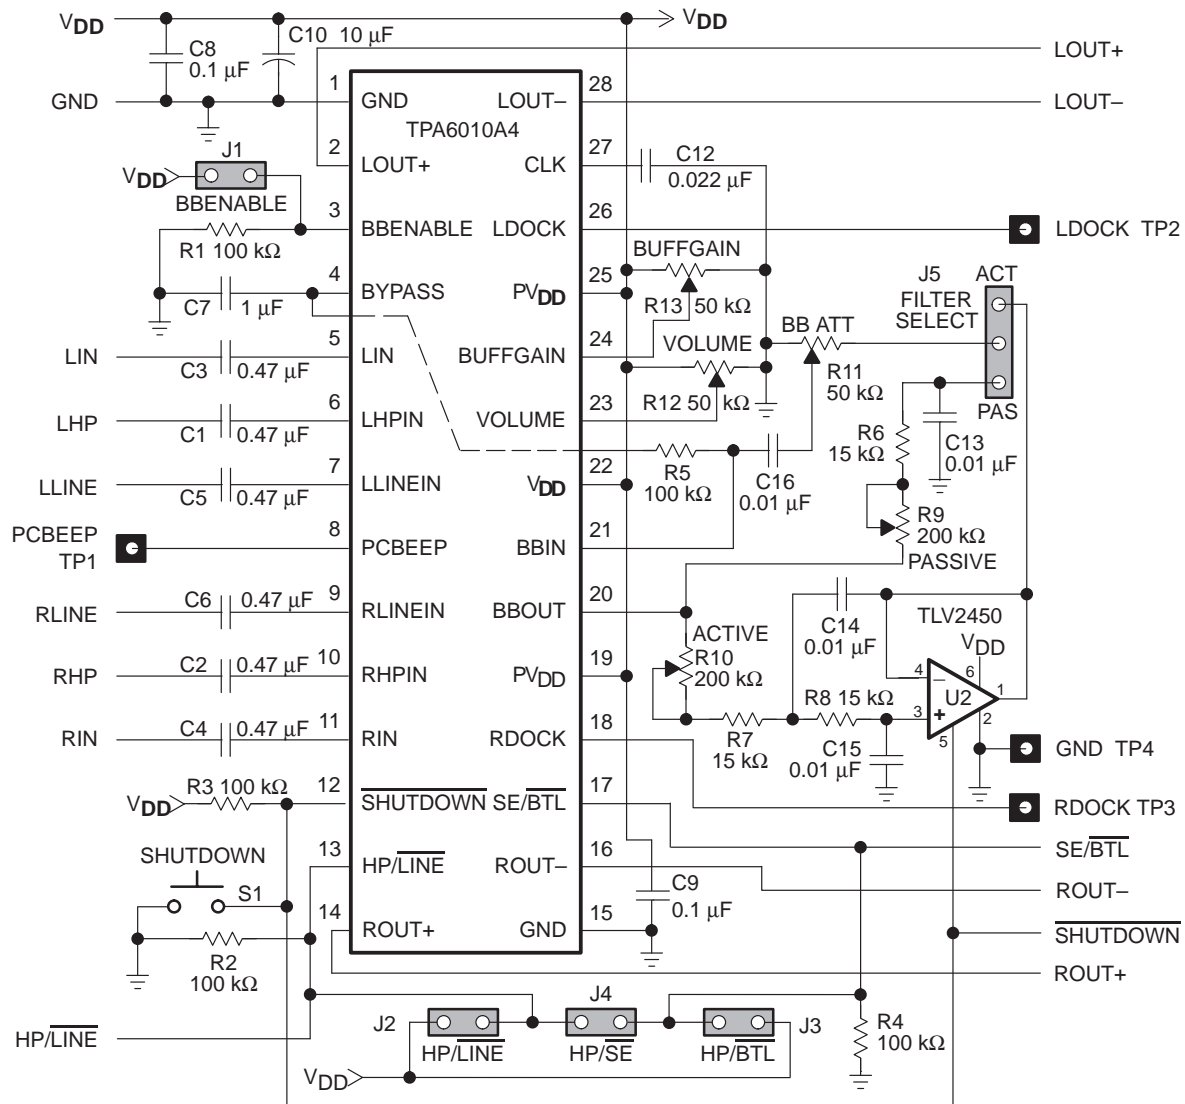 VDD
VDD
C8
0.1 µF
C10 10 µF
LOUT+
GND
LOUT–
1
GND
LOUT–
28
TPA6010A4
J1
VDD
BBENABLE
2
LOUT+
CLK
27
C12
0.022 µF
3
BBENABLE
LDOCK
26
LDOCK TP2
R1 100 kΩ
BUFFGAIN
4
BYPASS
PVDD
25
C7
1 µF
R13 50 kΩ
J5
FILTER
SELECT
ACT
LIN
C3
0.47 µF
5
LIN
BUFFGAIN
24
VOLUME
BB ATT
R11
50 kΩ
R12 50 kΩ
PAS
LHP
C1
0.47 µF
6
LHPIN
VOLUME
23
R6
15 kΩ
C13
0.01 µF
LLINE
C5
0.47 µF
7
LLINEIN
VDD
22
R5
100 kΩ
C16
0.01 µF
PCBEEP
TP1
8
PCBEEP
BBIN
21
R9
200 kΩ
PASSIVE
RLINE
C6
0.47 µF
9
RLINEIN
BBOUT
20
C14
0.01 µF
TLV2450
VDD
ACTIVE
R10
200 kΩ
RHP
C2
0.47 µF
10
RHPIN
PVDD
19
4
–
6
U2
1
R8 15 kΩ
3
+
2
5
RIN
C4
0.47 µF
11
RIN
RDOCK
18
R7
15 kΩ
C15
0.01 µF
GND TP4
VDD
R3 100 kΩ
12
SHUTDOWN
SE/BTL
17
RDOCK TP3
SHUTDOWN
S1
13
HP/LINE
ROUT–
16
SE/BTL
C9
0.1 µF
ROUT–
14
ROUT+
GND
15
R2
100 kΩ
SHUTDOWN
ROUT+
HP/LINE
J2
HP/LINE
J4
HP/SE
J3
HP/BTL
R4
100 kΩ
VDD